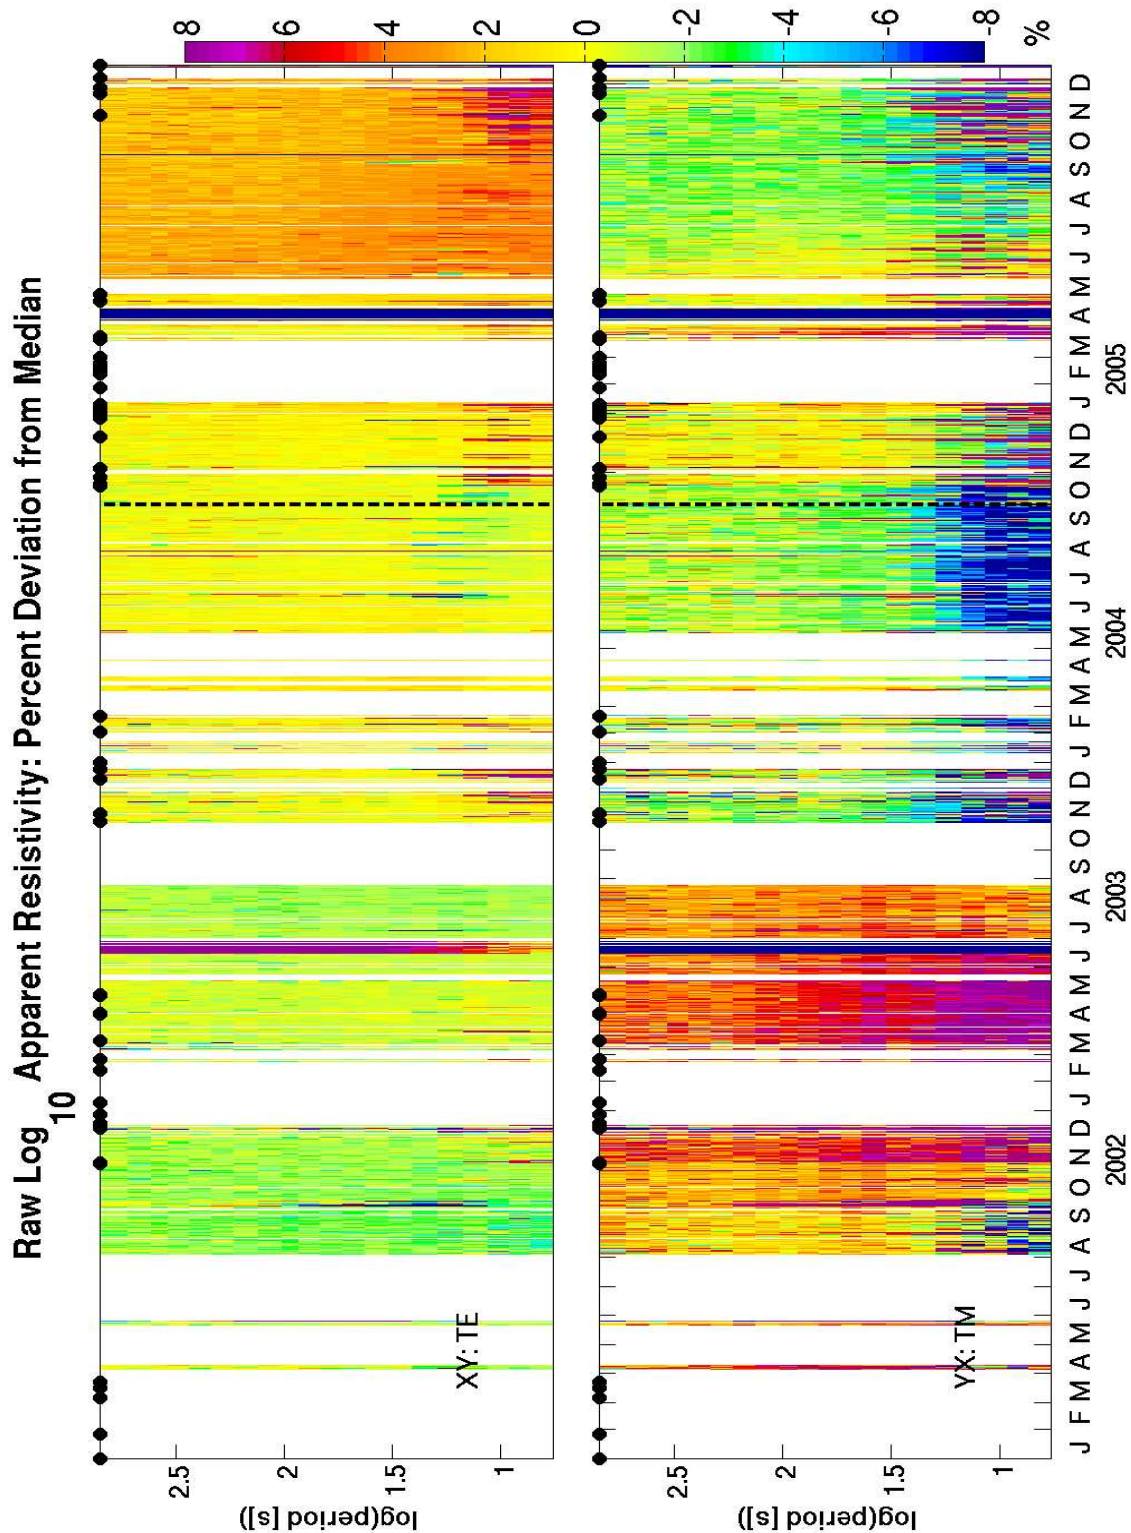 Raw Log10 Apparent Resistivity: Percent Deviation from Median
log(period [s])
2.5
2
1.5
1
XY: TE
log(period [s])
2.5
2
1.5
1
YX: TM
J F M A M J J A S O N D J F M A M J J A S O N D J F M A M J J A S O N D J F M A M J J A S O N D
2002 2003 2004 2005
8
6
4
2
0
-2
-4
-6
-8
%